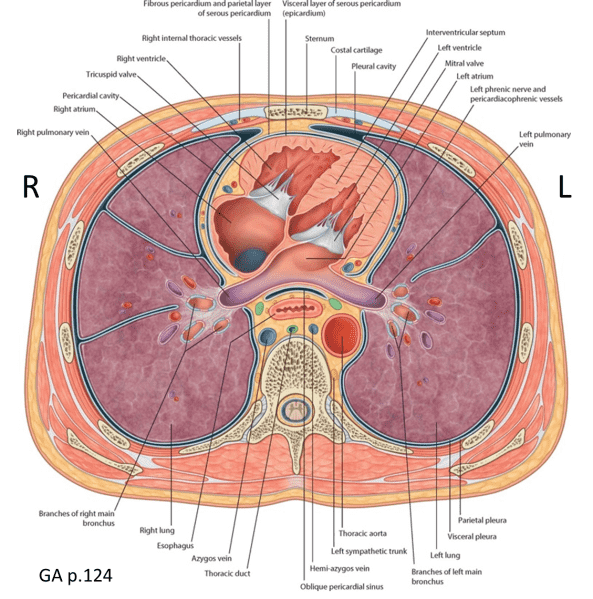 Fibrous pericardium and parietal layer
of serous pericardium
Visceral layer of serous pericardium
(epicardium)
Right internal thoracic vessels
Sternum
Costal cartilage
Interventricular septum
Left ventricle
Right ventricle
Pleural cavity
Mitral valve
Tricuspid valve
Left atrium
Pericardial cavity
Left phrenic nerve and
pericardiacophrenic vessels
Right atrium
Right pulmonary vein
Left pulmonary
vein
R
L
Branches of right main
bronchus
Right lung
Esophagus
Azygos vein
Thoracic duct
Oblique pericardial sinus
Hemi-azygos vein
Left sympathetic trunk
Thoracic aorta
Parietal pleura
Visceral pleura
Left lung
Branches of left main
bronchus
GA p.124